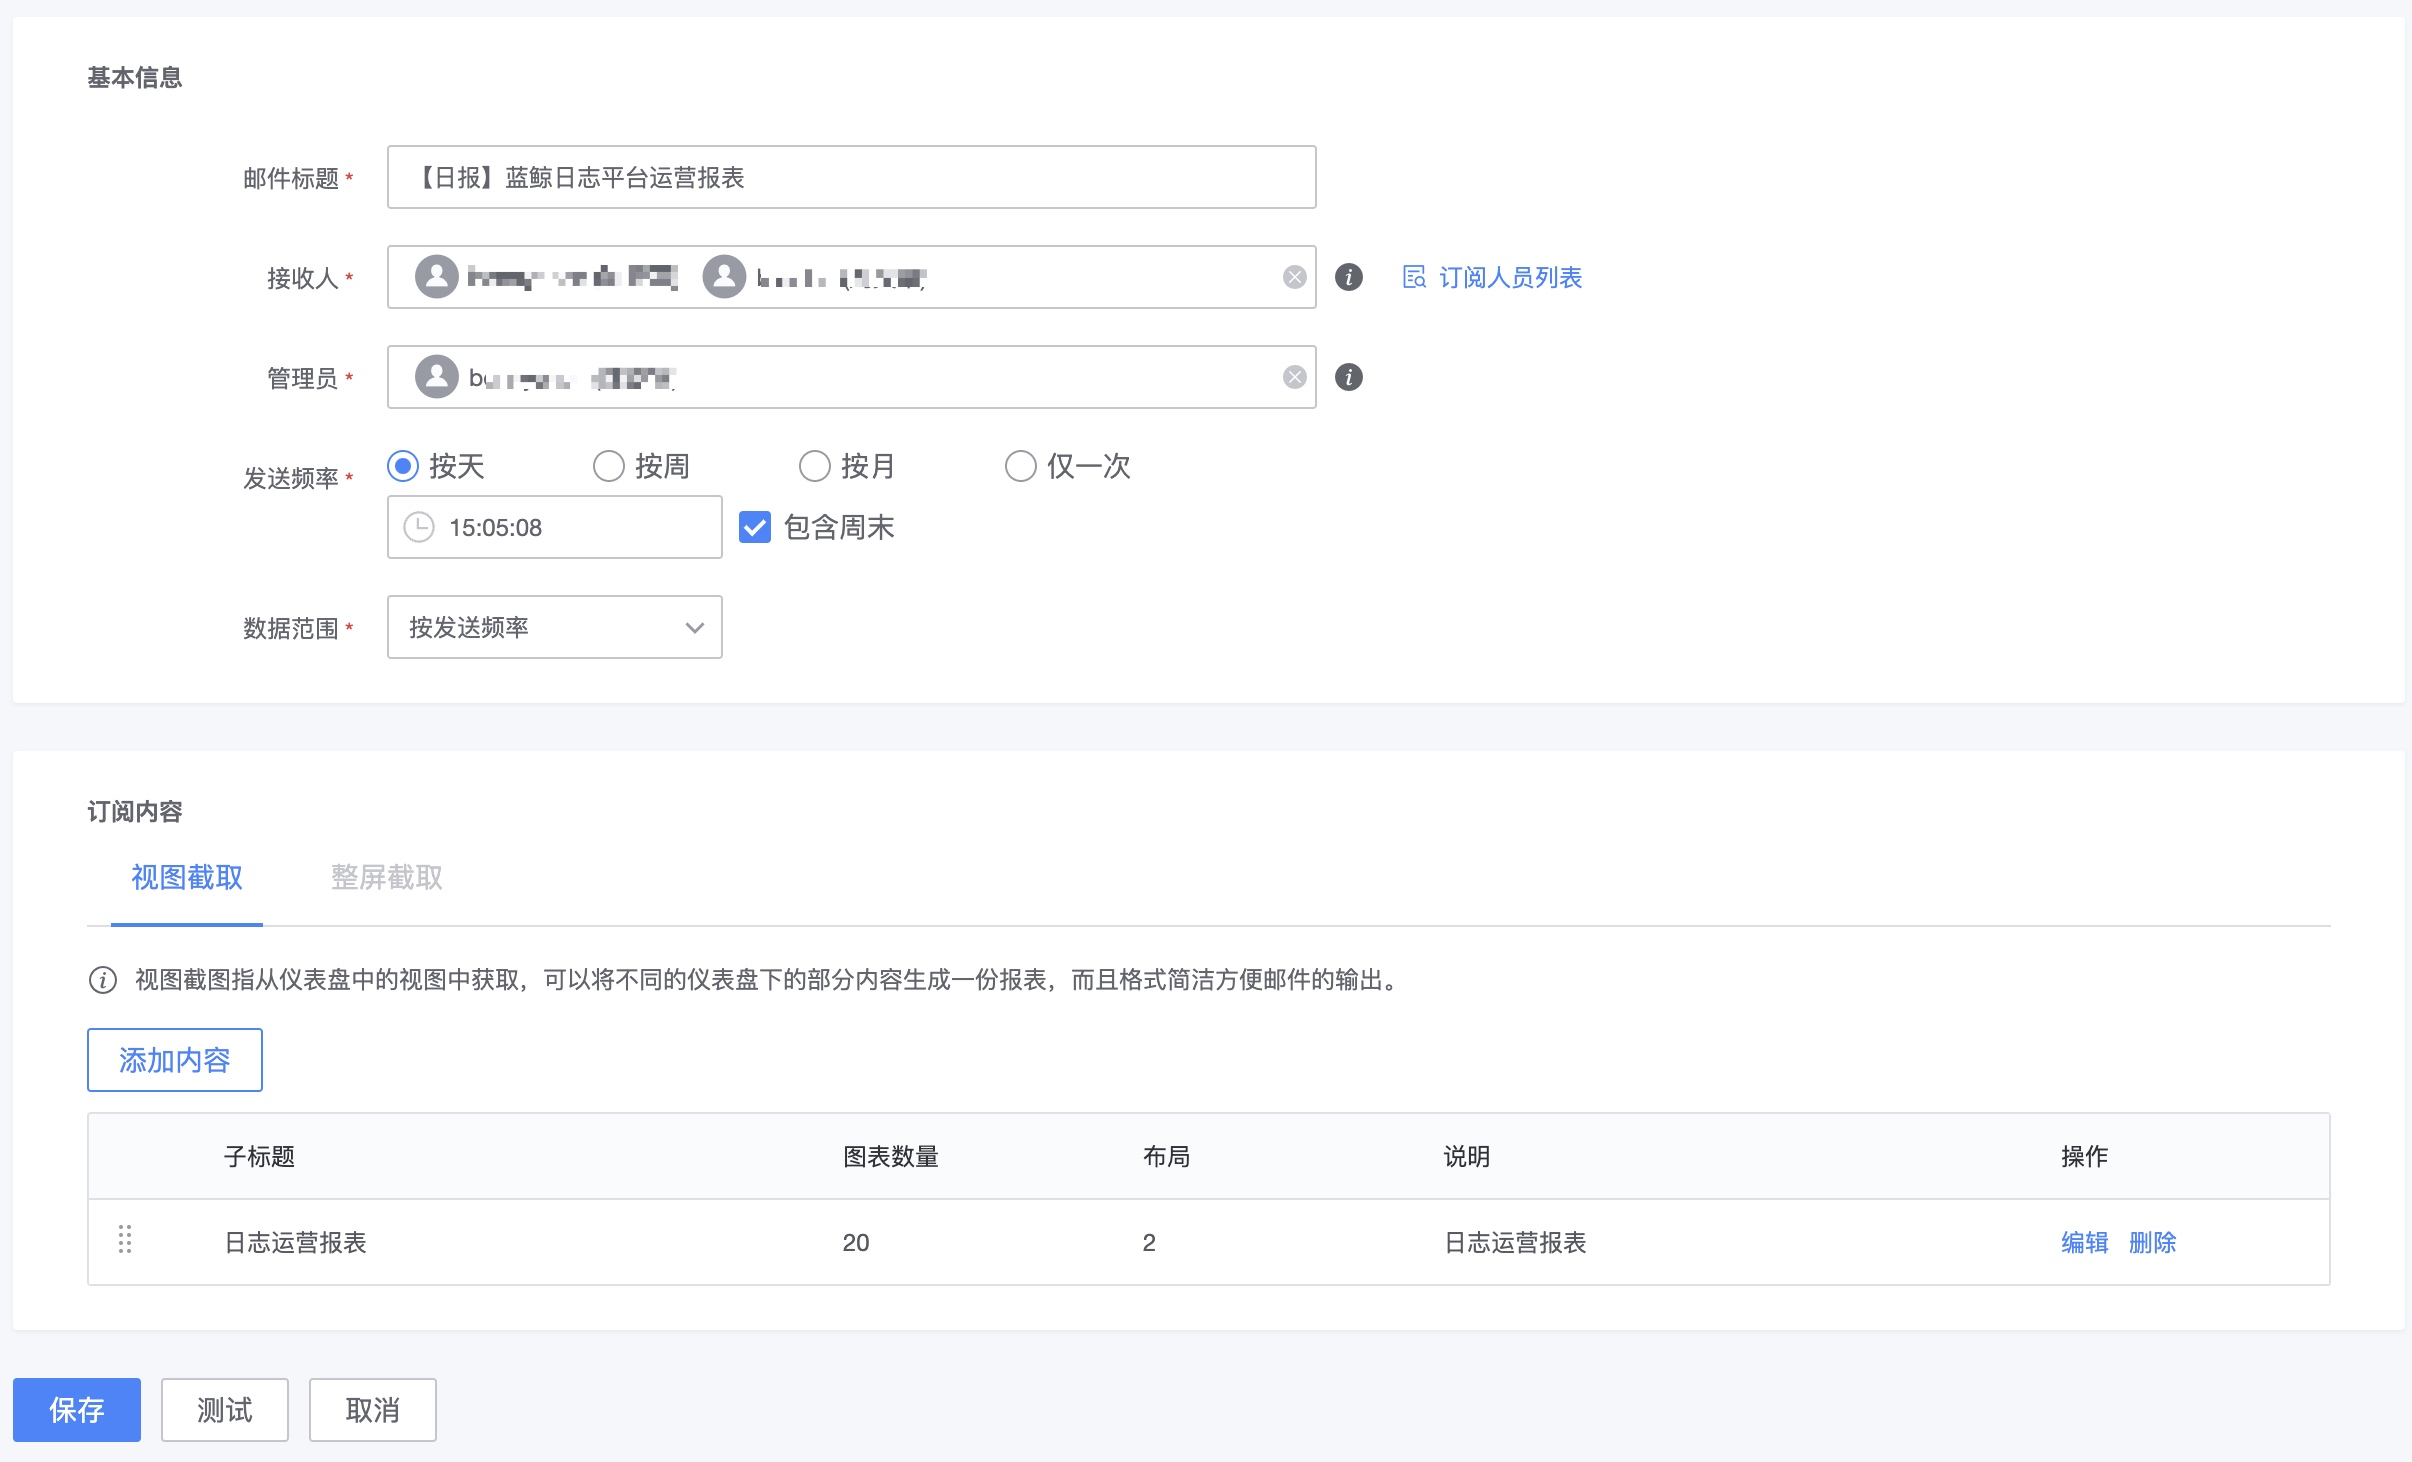 基本信息
邮件标题 *
【日报】蓝鲸日志平台运营报表
接收人 *
订阅人员列表
管理员 *
发送频率 *
按天 按周 按月 仅一次
15:05:08 包含周末
数据范围 *
按发送频率
订阅内容
视图截取 整屏截取
视图截图指从仪表盘中的视图中获取，可以将不同的仪表盘下的部分内容生成一份报表，而且格式简洁方便邮件的输出。
添加内容
子标题 图表数量 布局 说明 操作
日志运营报表 20 2 日志运营报表 编辑 删除
保存 测试 取消